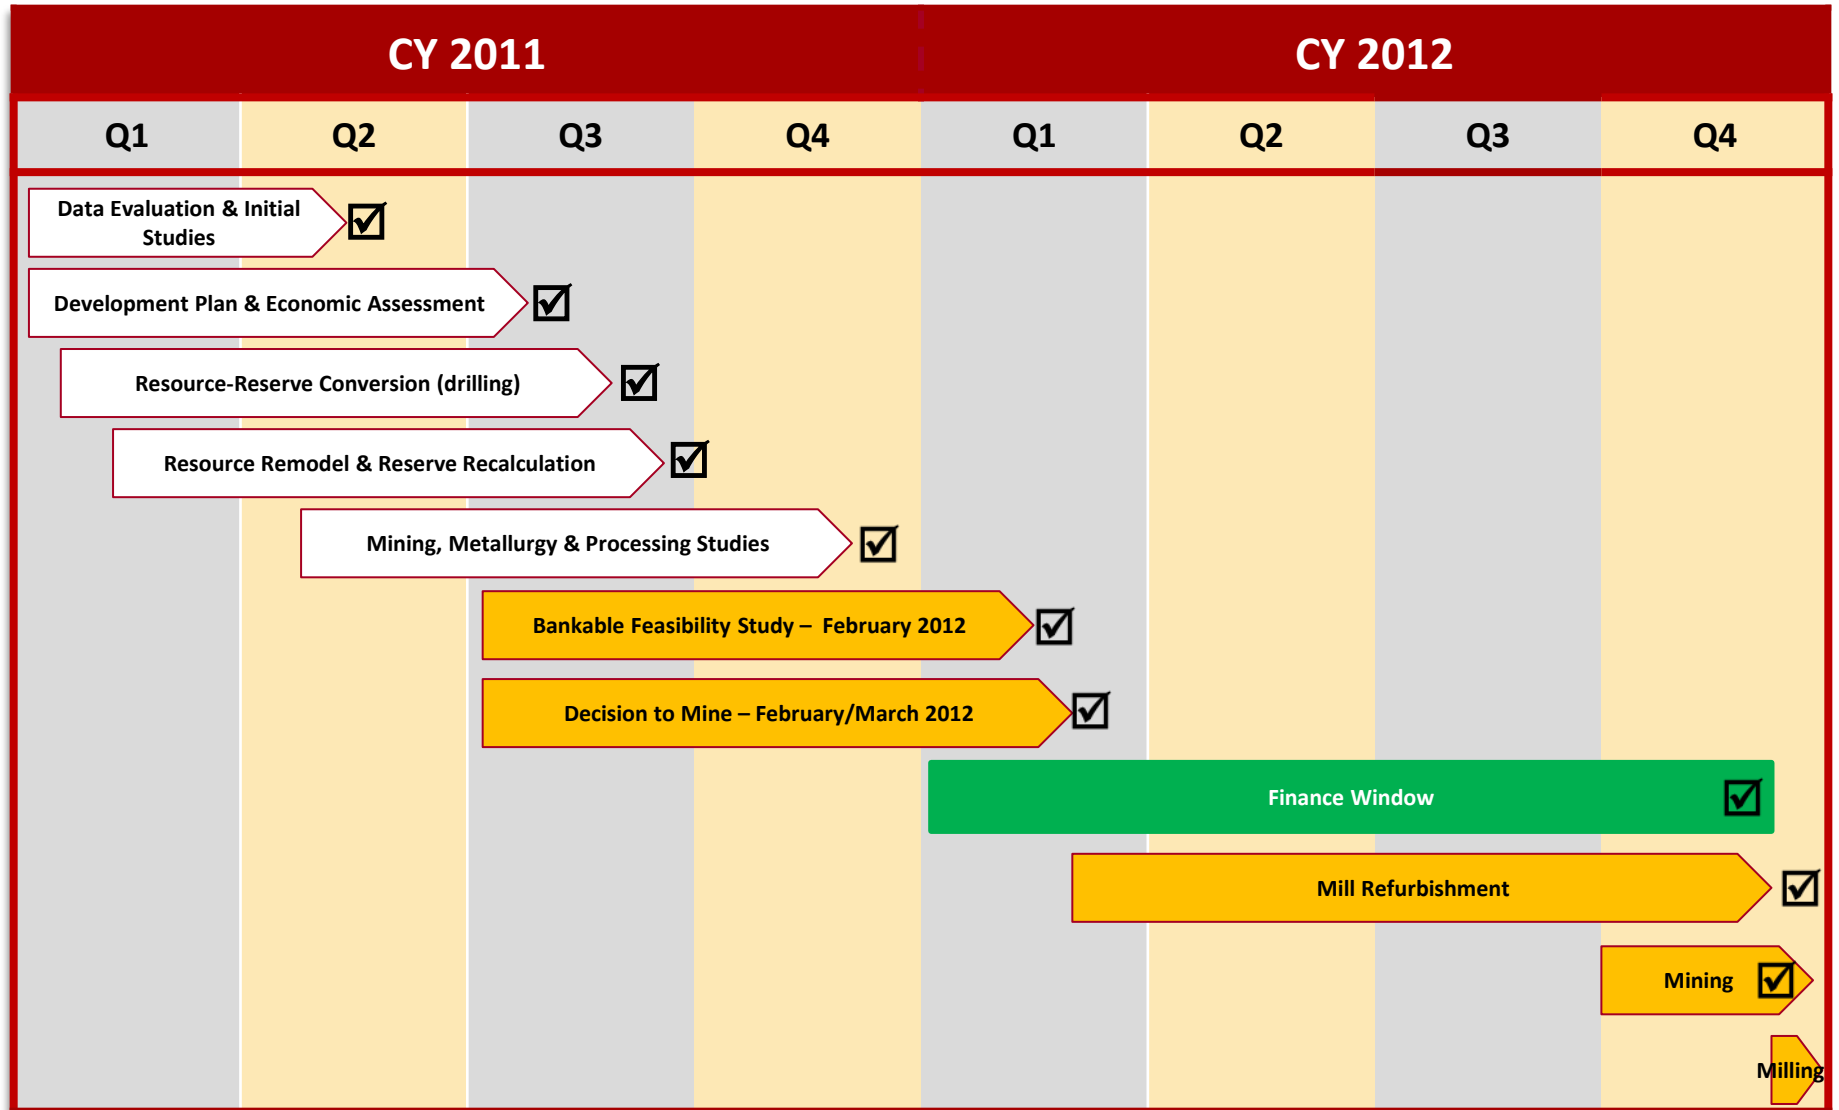 CY 2011
CY 2012
Q1
Q2
Q3
Q4
Q1
Q2
Q3
Q4
Data Evaluation & Initial
Studies
Development Plan & Economic Assessment
Resource-Reserve Conversion (drilling)
Resource Remodel & Reserve Recalculation
Mining, Metallurgy & Processing Studies
Bankable Feasibility Study – February 2012
Decision to Mine – February/March 2012
Finance Window
Mill Refurbishment
Mining
Milling